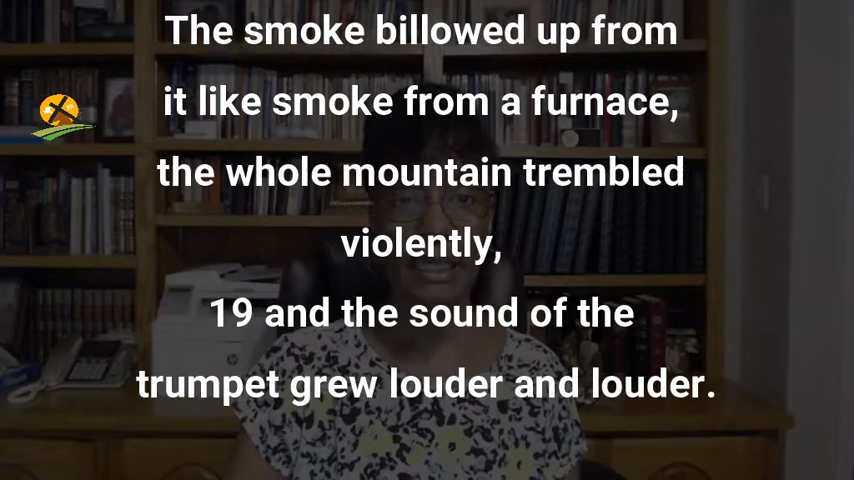 The smoke billowed up from
it like smoke from a furnace,
the whole mountain trembled
violently,
19 and the sound of the
trumpet grew louder and louder.